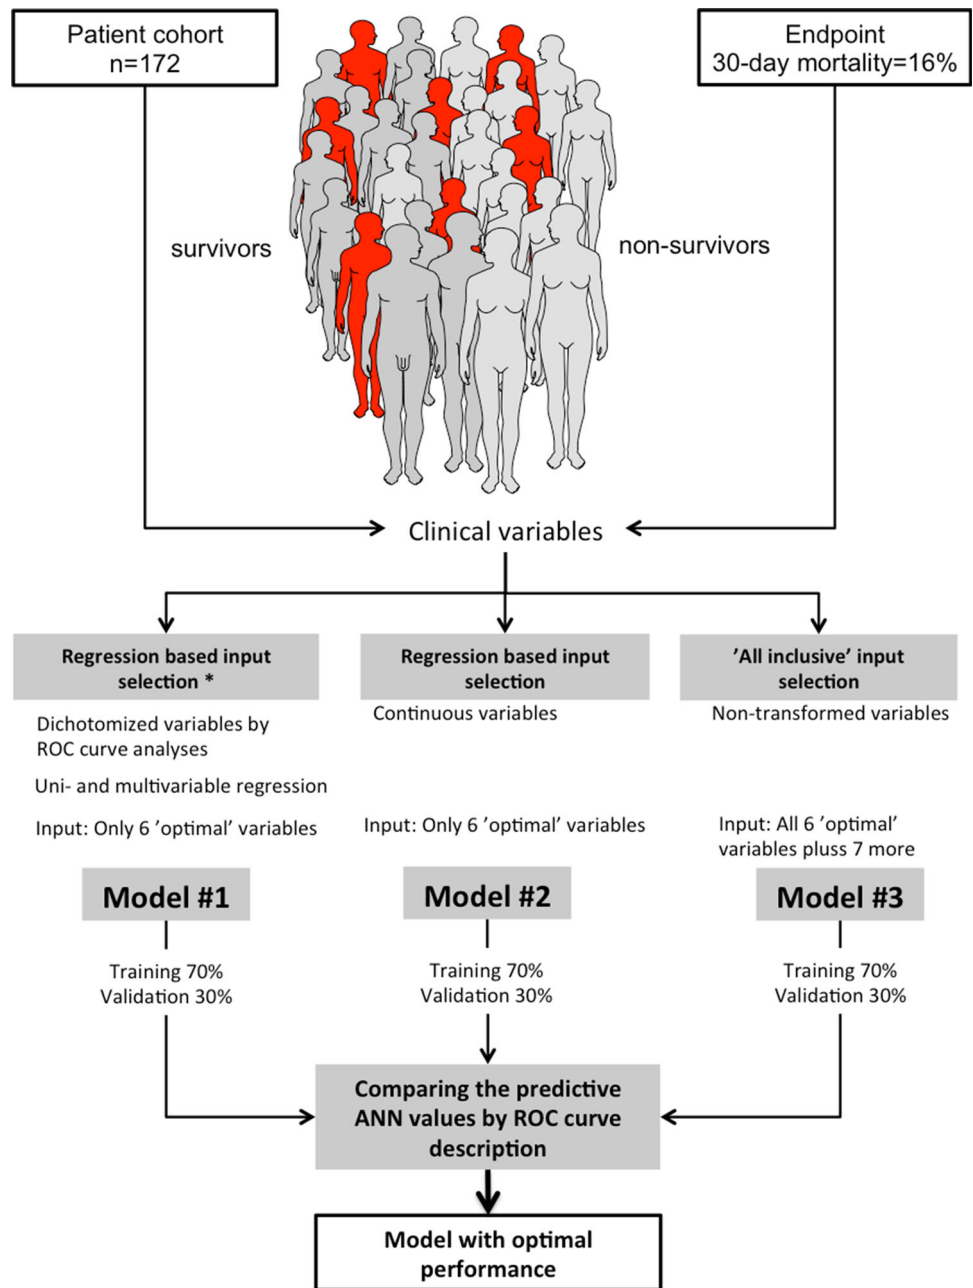 Patient cohort
n=172
Endpoint
30-day mortality=16%
survivors
non-survivors
Clinical variables
Regression based input
selection *
Dichotomized variables by
ROC curve analyses
Uni- and multivariable regression
Input: Only 6 ’optimal’ variables
Model #1
Training 70%
Validation 30%
Regression based input
selection
Continuous variables
Input: Only 6 ’optimal’ variables
Model #2
Training 70%
Validation 30%
’All inclusive’ input
selection
Non-transformed variables
Input: All 6 ’optimal’
variables pluss 7 more
Model #3
Training 70%
Validation 30%
Comparing the predictive
ANN values by ROC curve
description
Model with optimal
performance